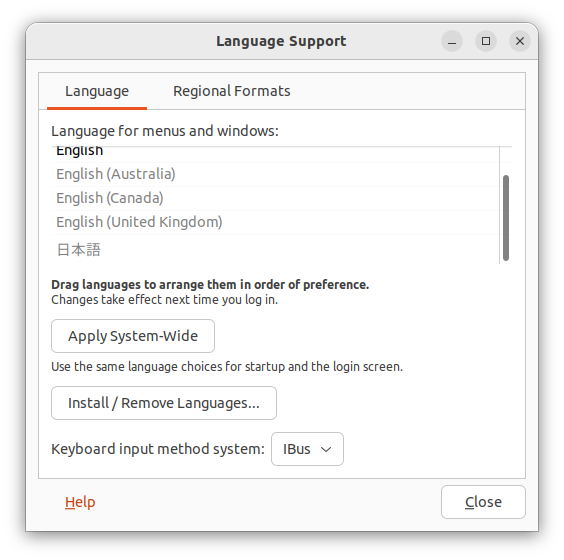 Language Support
Language
Regional Formats
Language for menus and windows:
English
English (Australia)
English (Canada)
English (United Kingdom)
日本語
Drag languages to arrange them in order of preference.
Changes take effect next time you log in.
Apply System-Wide
Use the same language choices for startup and the login screen.
Install / Remove Languages...
Keyboard input method system:
IBus
Help
Close